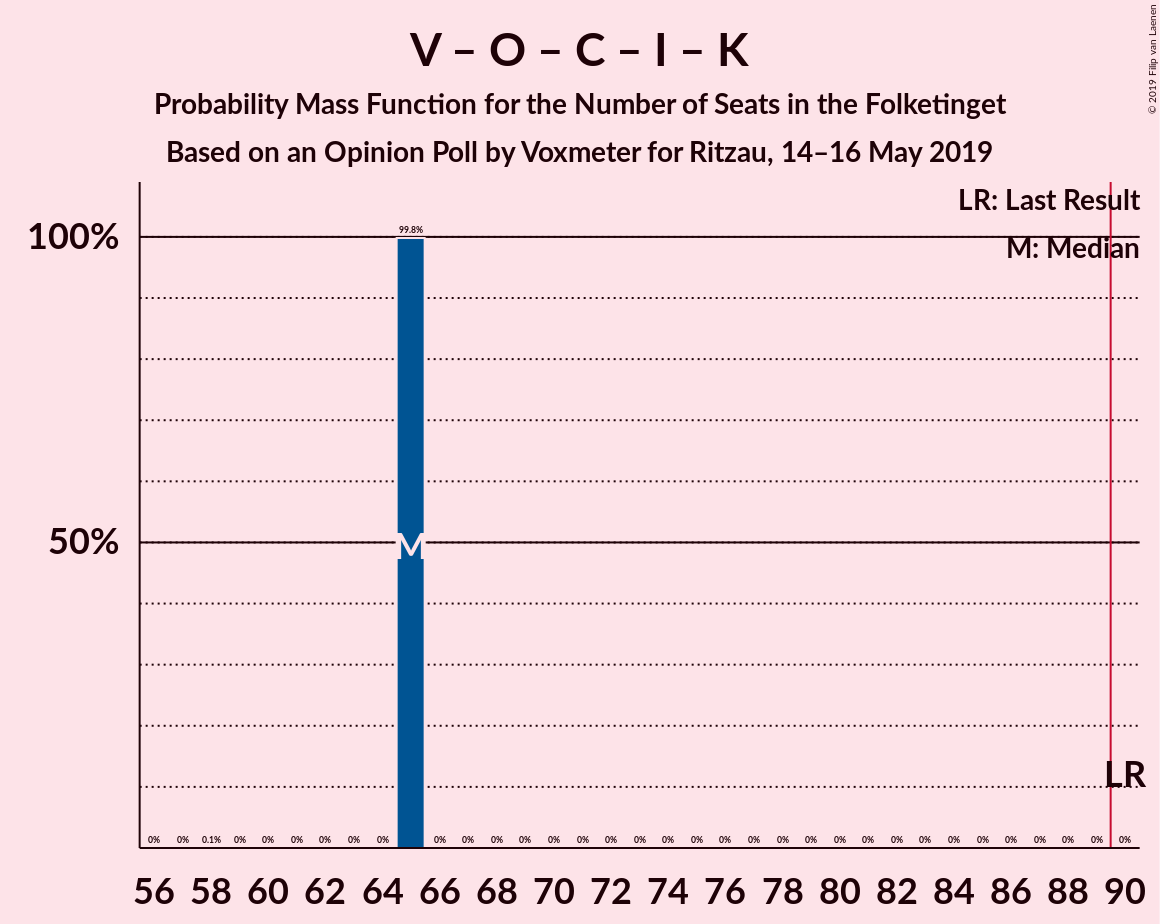 V – O – C – I – K
Probability Mass Function for the Number of Seats in the Folketinget
Based on an Opinion Poll by Voxmeter for Ritzau, 14–16 May 2019
© 2019 Filip van Laenen
LR: Last Result
M: Median
100%
50%
99.8%
M
LR
0% 0% 0.1% 0% 0% 0% 0% 0% 0% 0% 0% 0% 0% 0% 0% 0% 0% 0% 0% 0% 0% 0% 0% 0% 0% 0% 0% 0% 0% 0% 0% 0% 0% 0%
56 58 60 62 64 66 68 70 72 74 76 78 80 82 84 86 88 90